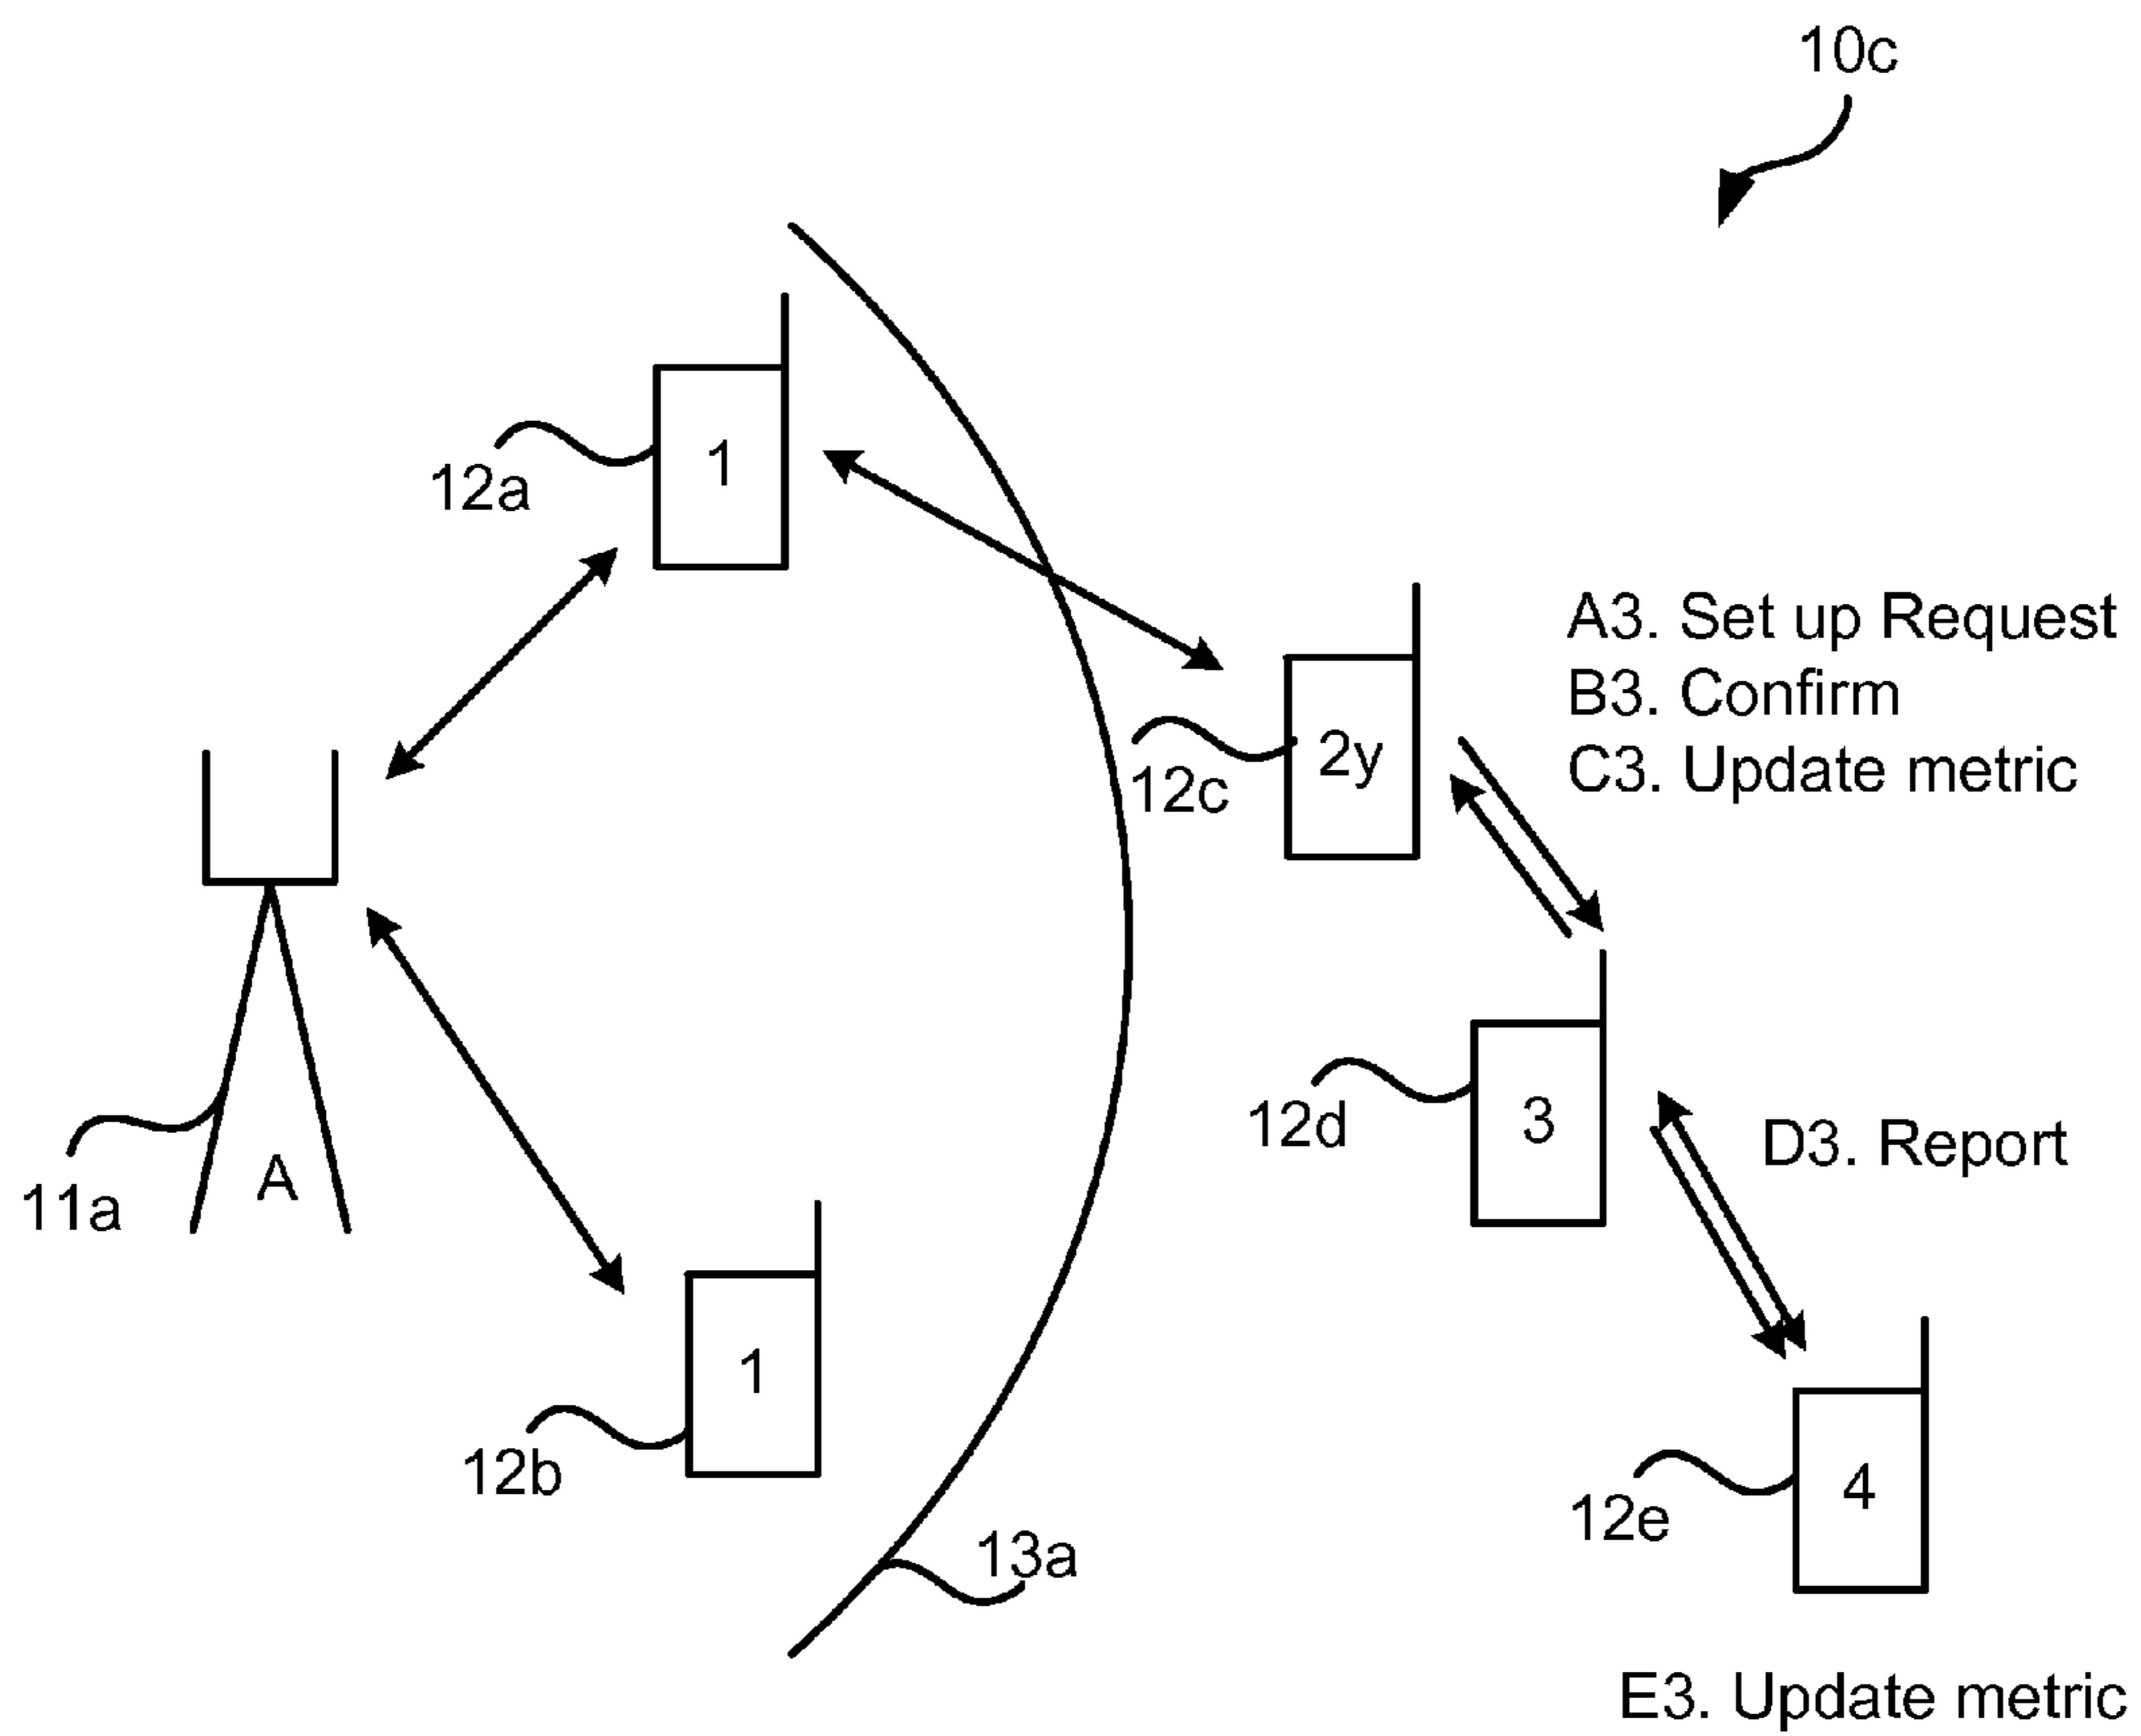 10c
1
12a
A3. Set up Request
B3. Confirm
2y
C3. Update metric
12c
3
12d
D3. Report
A
11a
1
12b
4
12e
13a
E3. Update metric